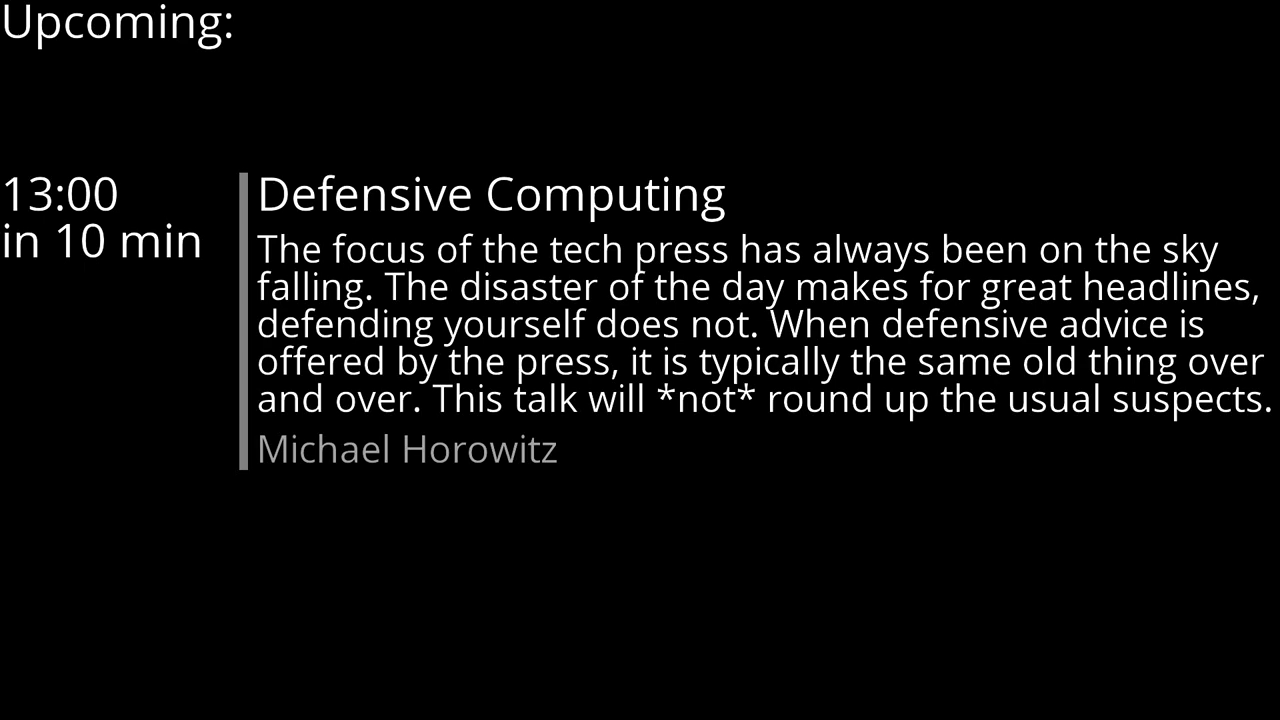 Upcoming:
13:00
in 10 min
Defensive Computing
The focus of the tech press has always been on the sky
falling. The disaster of the day makes for great headlines,
defending yourself does not. When defensive advice is
offered by the press, it is typically the same old thing over
and over. This talk will *not* round up the usual suspects.
Michael Horowitz